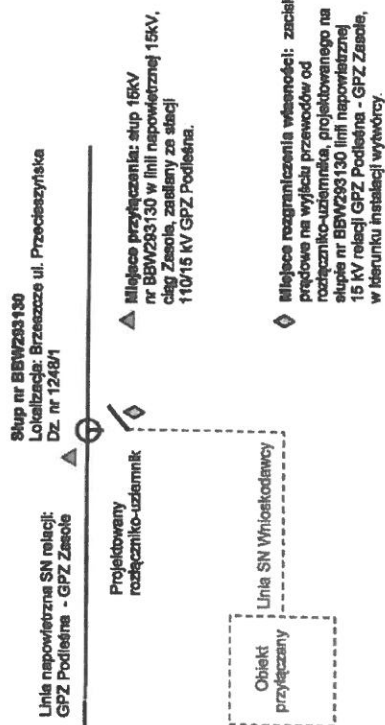 Słup nr BBW293130
Lokalizacja: Brzeszcze ul. Przecieszyńska
Dz. nr 1248/1
Linia napowietrzna SN relacji:
GPZ Podleśna - GPZ Zasole
Projektowany
rozłączniko-uziemnik
Linia SN Wnioskodawcy
Obiekt
przyłączany
Miejsce przyłączenia: słup 15kV
nr BBW293130 w linii napowietrznej 15kV,
ciąg Zasole, zasilany ze stacji
110/15 kV GPZ Podleśna.
Miejsce rozgraniczenia własności: zacisk
prądowe na wyjściu przewodów od
rozłączniko-uziemnika, projektowanego na
słupie nr BBW293130 linii napowietrznej
15 kV relacji GPZ Podleśna - GPZ Zasole,
w kierunku instalacji wytwórcy.